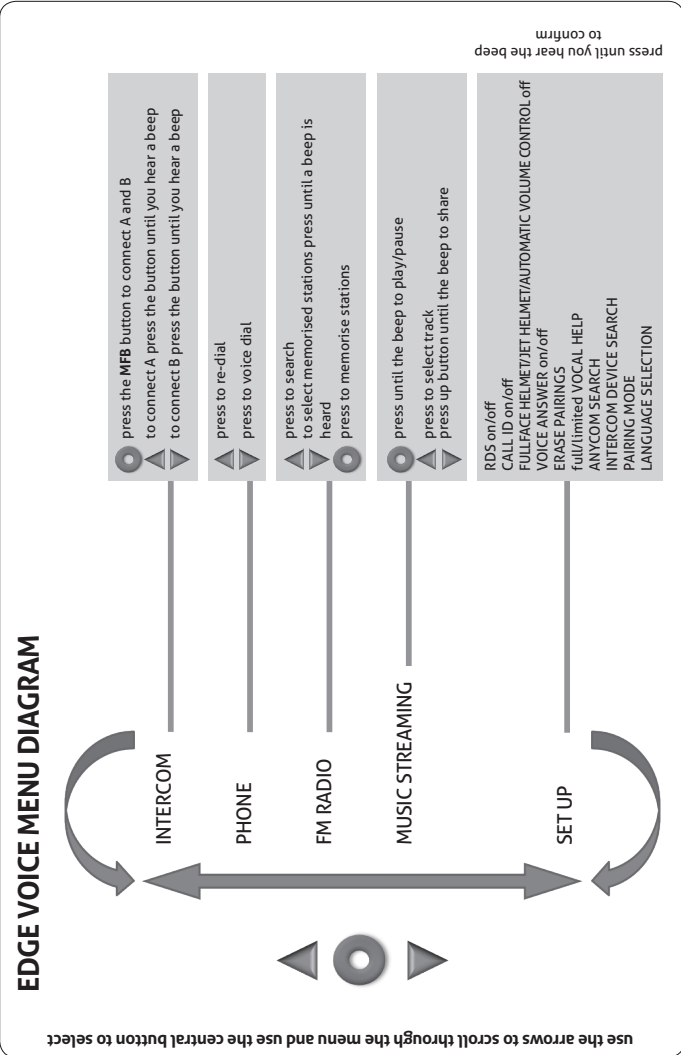 EDGE VOICE MENU DIAGRAM
use the arrows to scroll through the menu and use the central button to select
INTERCOM
press the MFB button to connect A and B
to connect A press the button until you hear a beep
to connect B press the button until you hear a beep
PHONE
press to re-dial
press to voice dial
FM RADIO
press to search
to select memorised stations press until a beep is
heard
press to memorise stations
MUSIC STREAMING
press until the beep to play/pause
press to select track
press up button until the beep to share
SET UP
RDS on/off
CALL ID on/off
FULLFACE HELMET/JET HELMET/AUTOMATIC VOLUME CONTROL off
VOICE ANSWER on/off
ERASE PAIRINGS
full/limited VOCAL HELP
ANYCOM SEARCH
INTERCOM DEVICE SEARCH
PAIRING MODE
LANGUAGE SELECTION
press until you hear the beep
to confirm